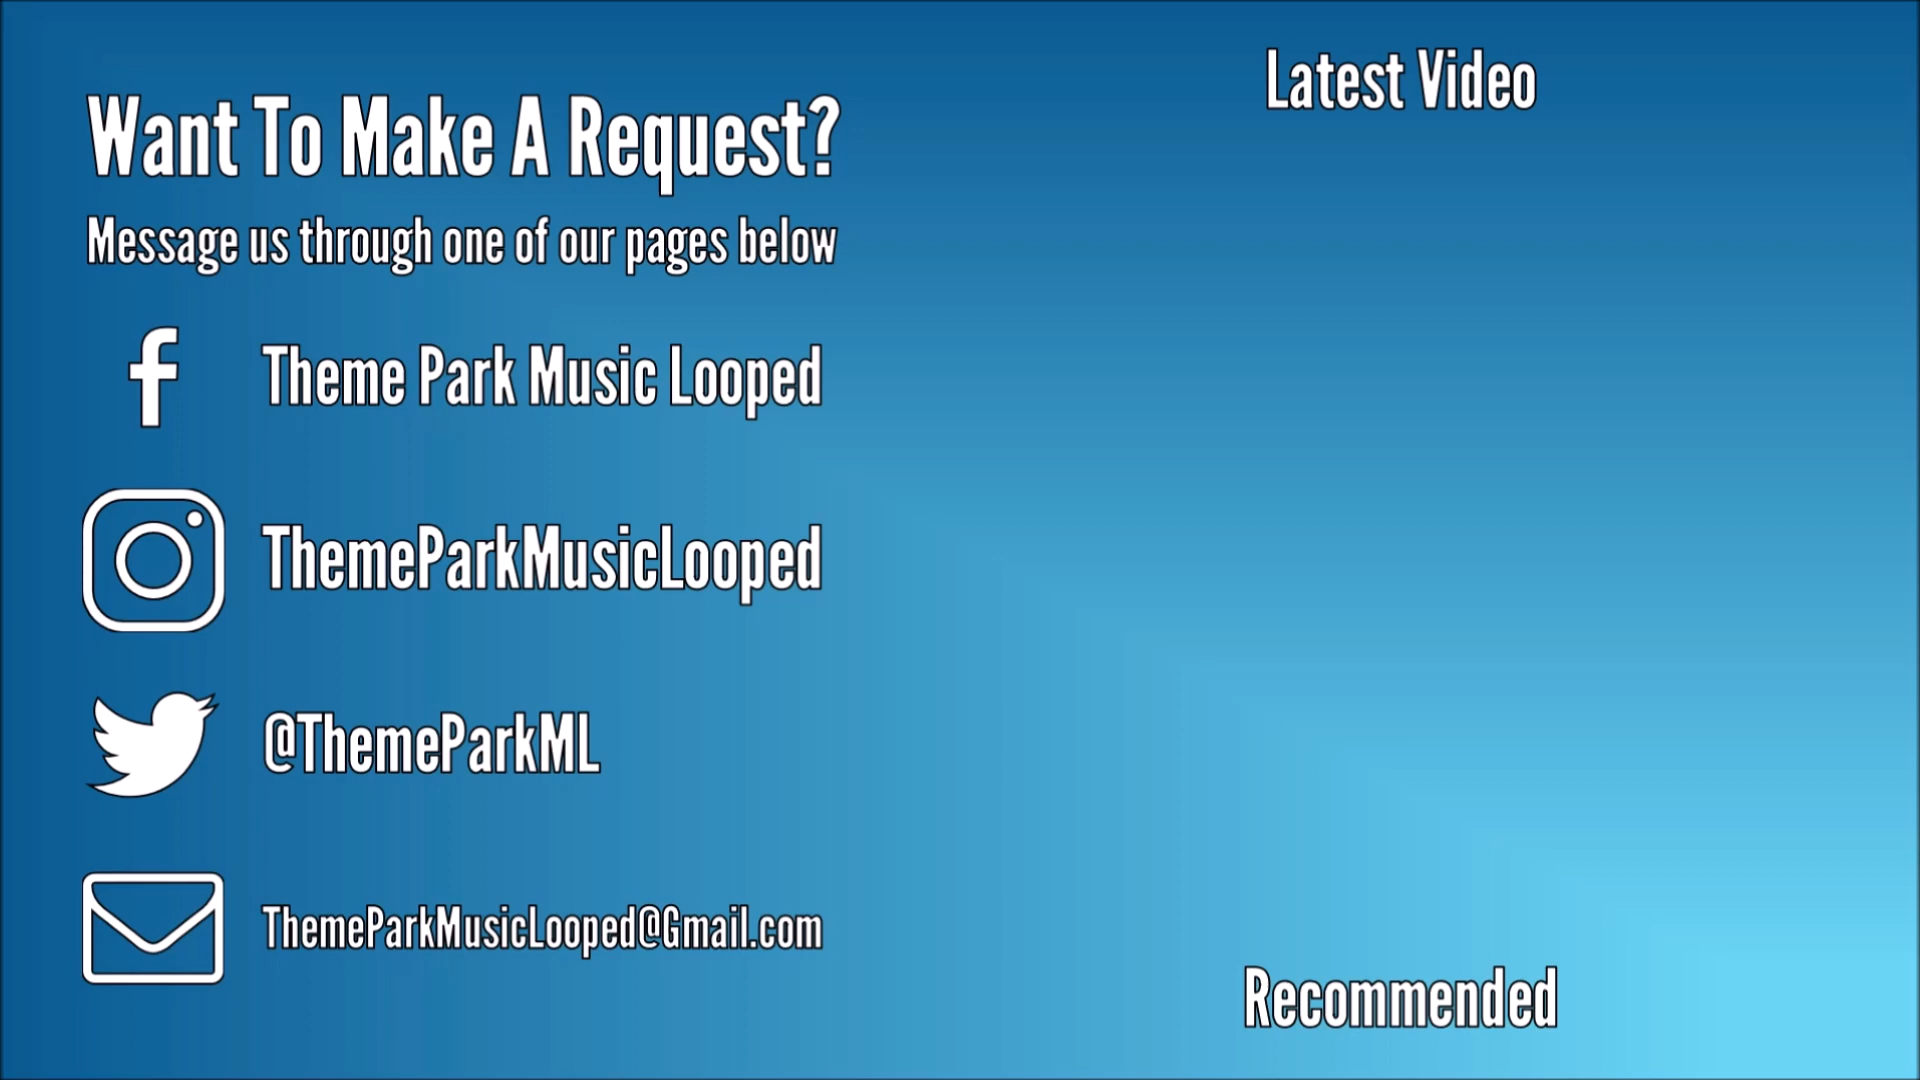 Want To Make A Request?
Message us through one of our pages below
Theme Park Music Looped
ThemeParkMusicLooped
@ThemeParkML
ThemeParkMusicLooped@Gmail.com
Latest Video
Recommended